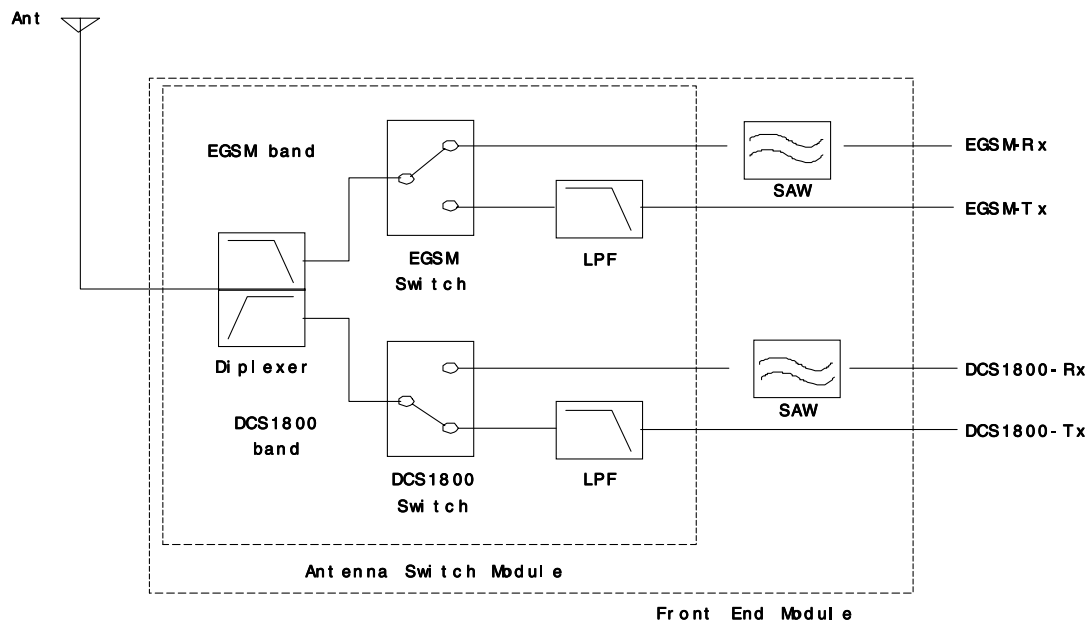 Ant
EGSM band
EGSM-Rx
SAW
EGSM-Tx
EGSM
Switch
LPF
Diplexer
DCS1800
band
DCS1800-Rx
SAW
DCS1800-Tx
DCS1800
Switch
LPF
Antenna Switch Module
Front End Module